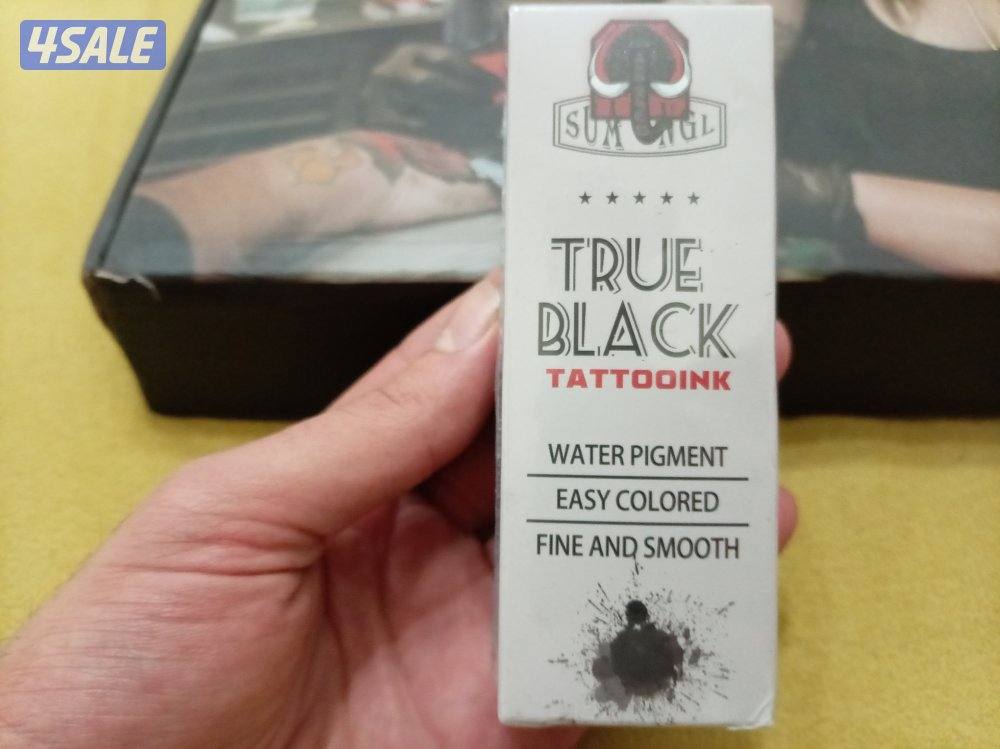 4SALE
TRUE
BLACK
TATTOOINK
WATER PIGMENT
EASY COLORED
FINE AND SMOOTH